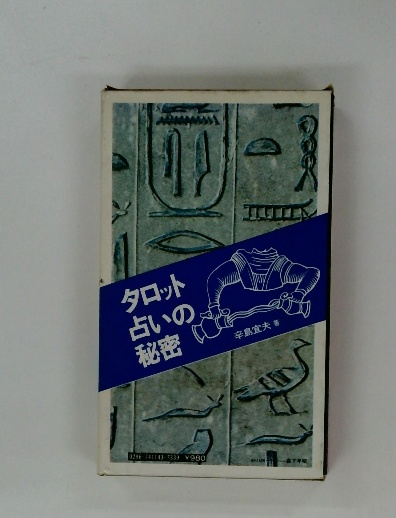 タロット
占いの
秘密
辛島宜夫 著
¥980